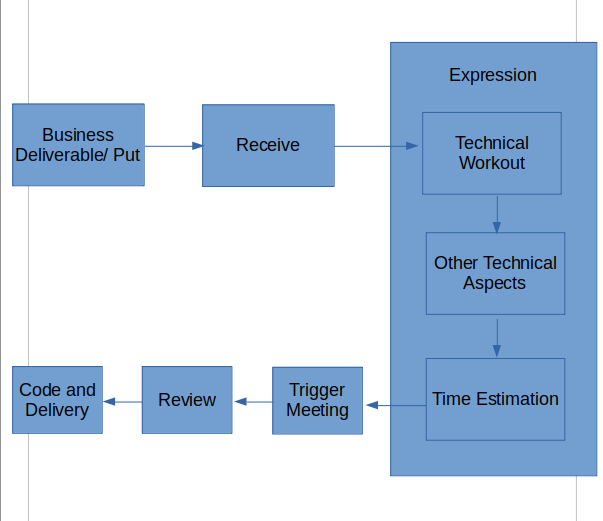 Expression
Business
Deliverable/ Put
Receive
Technical
Workout
Other Technical
Aspects
Time Estimation
Trigger
Meeting
Review
Code and
Delivery